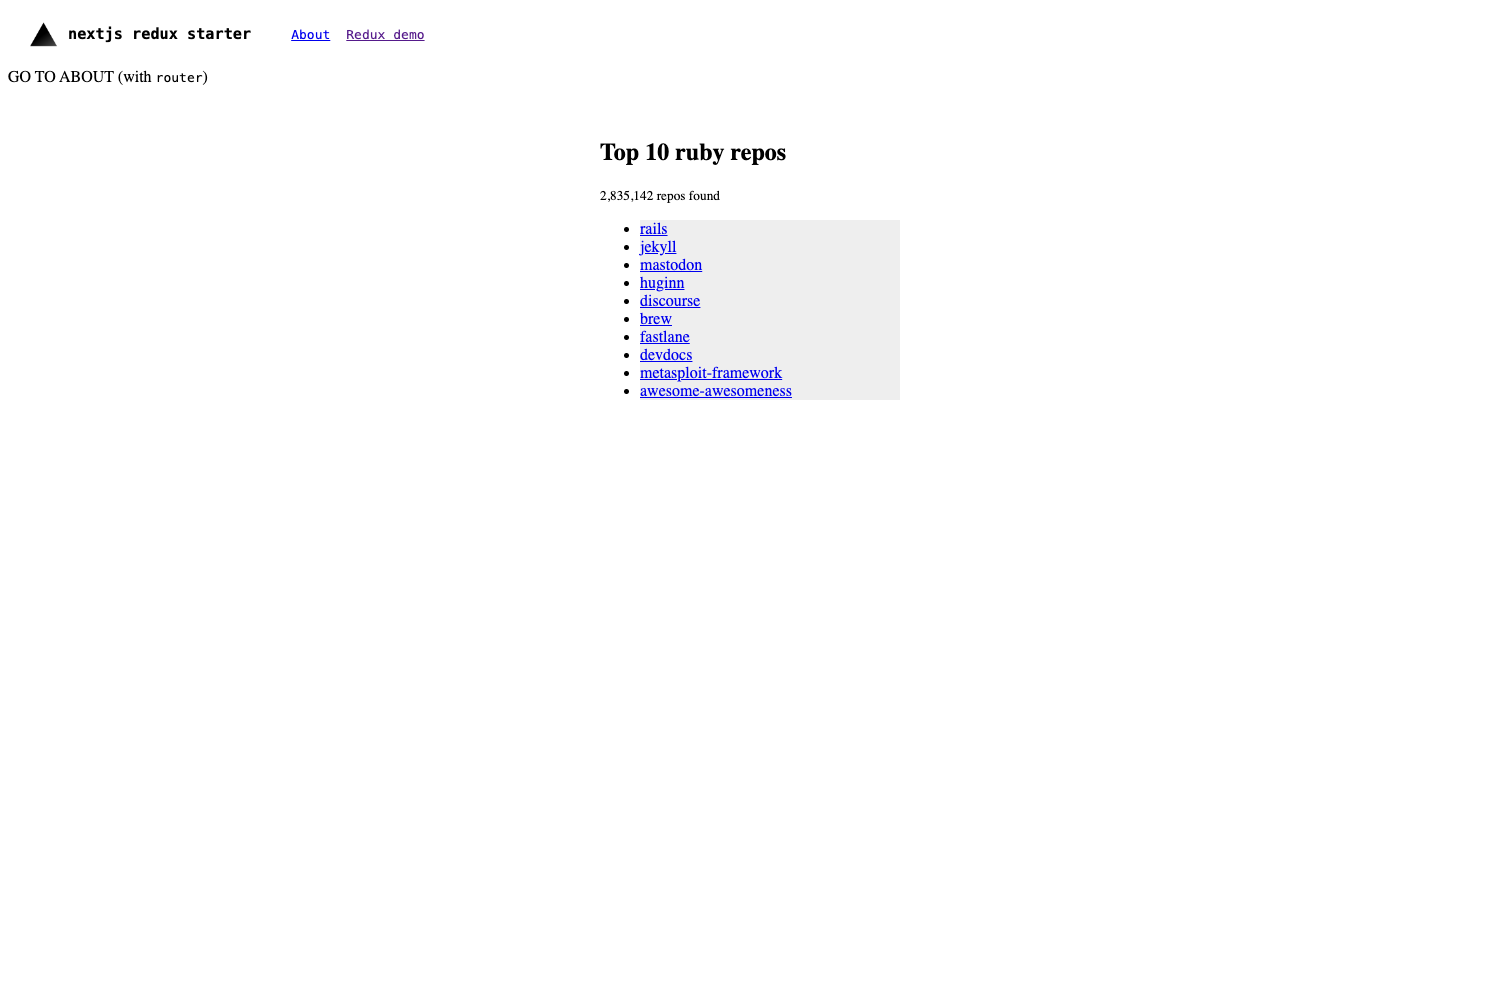 nextjs redux starter About Redux demo
GO TO ABOUT (with router)
Top 10 ruby repos
2,835,142 repos found
rails
jekyll
mastodon
huginn
discourse
brew
fastlane
devdocs
metasploit-framework
awesome-awesomeness